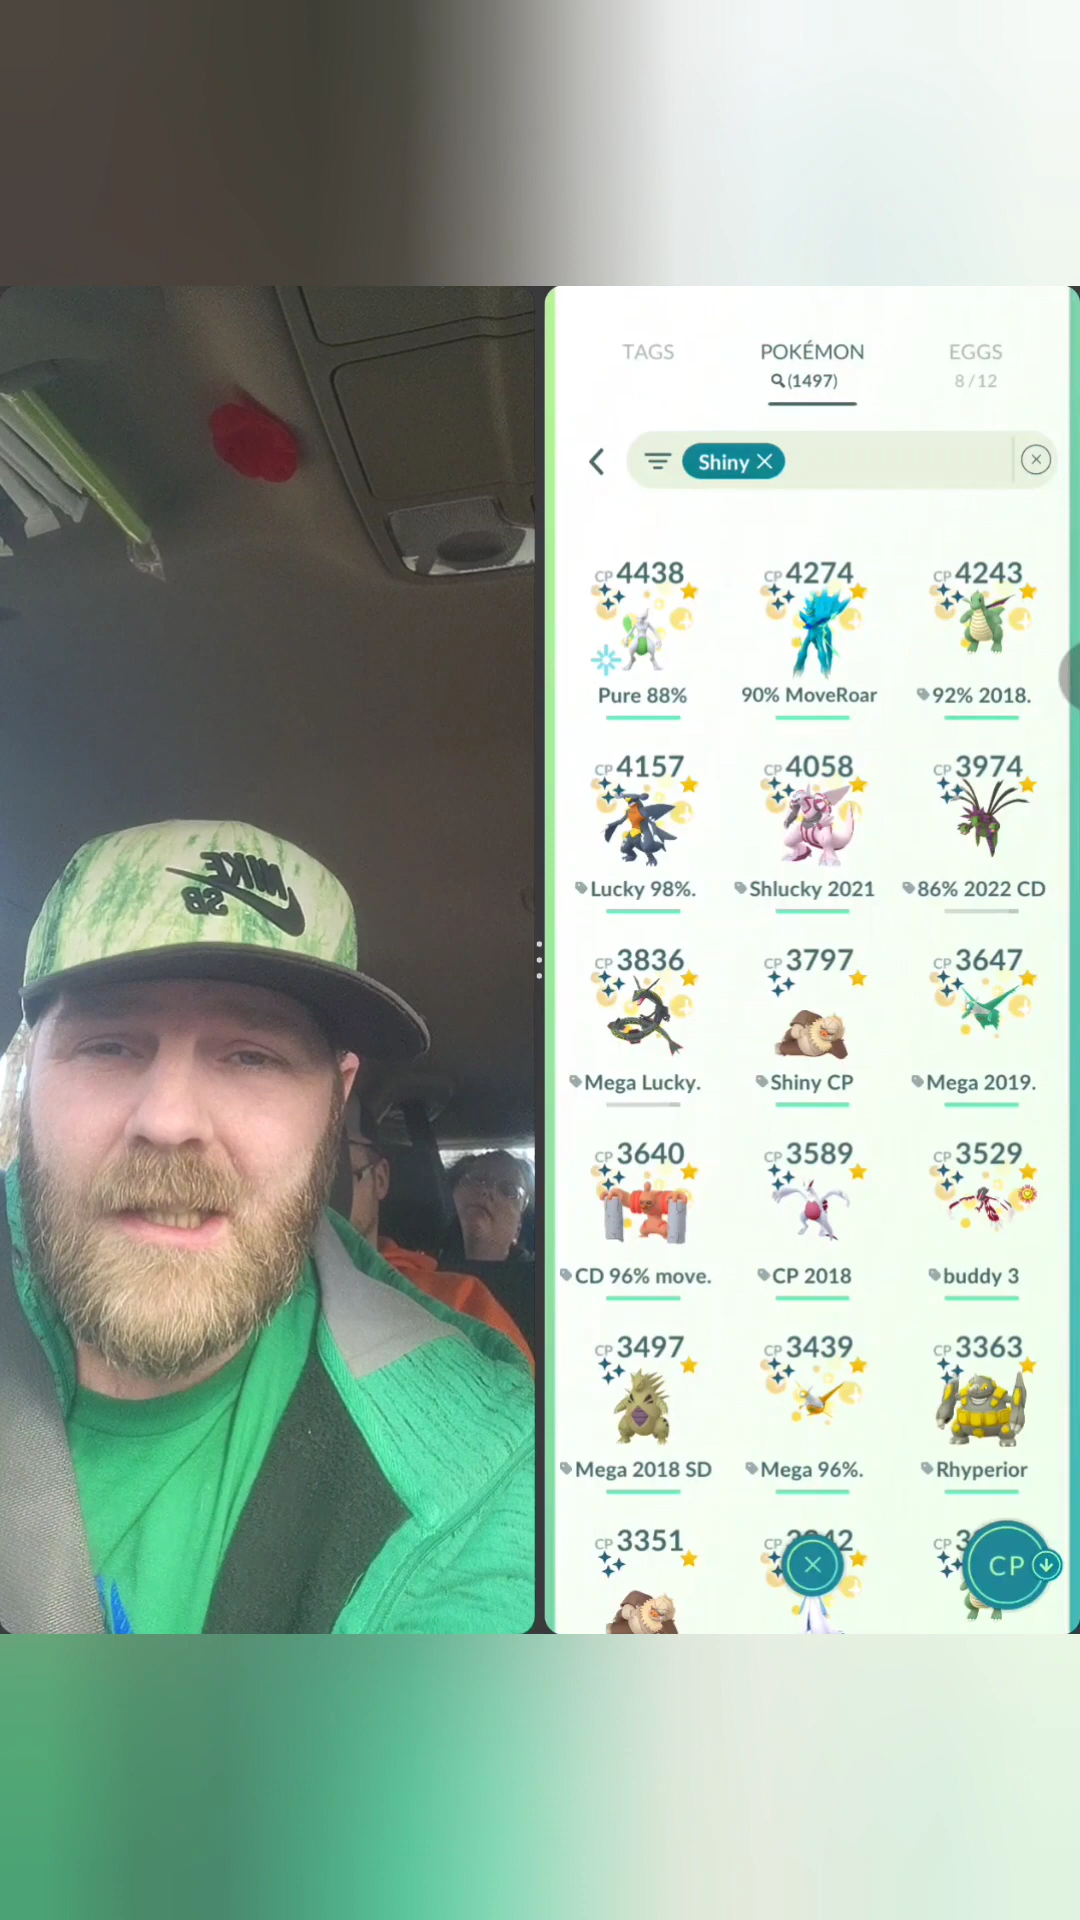 TAGS
POKÉMON
EGGS
(1497)
8 / 12
Shiny
CP 4438
CP 4274
CP 4243
Pure 88%
90% MoveRoar
92% 2018.
CP 4157
CP 4058
CP 3974
Lucky 98%.
Shlucky 2021
86% 2022 CD
CP 3836
CP 3797
CP 3647
Mega Lucky.
Shiny CP
Mega 2019.
CP 3640
CP 3589
CP 3529
CD 96% move.
CP 2018
buddy 3
CP 3497
CP 3439
CP 3363
Mega 2018 SD
Mega 96%.
Rhyperior
CP 3351
CP
CP
CP
NIKE
SB